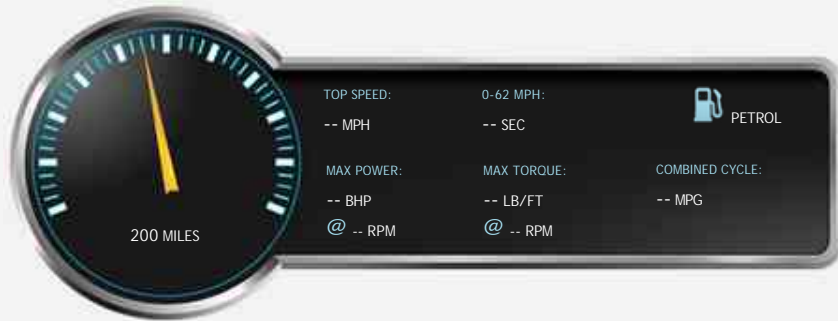 TOP SPEED:
-- MPH
0-62 MPH:
-- SEC
PETROL
MAX POWER:
-- BHP
@ -- RPM
MAX TORQUE:
-- LB/FT
@ -- RPM
COMBINED CYCLE:
-- MPG
200 MILES